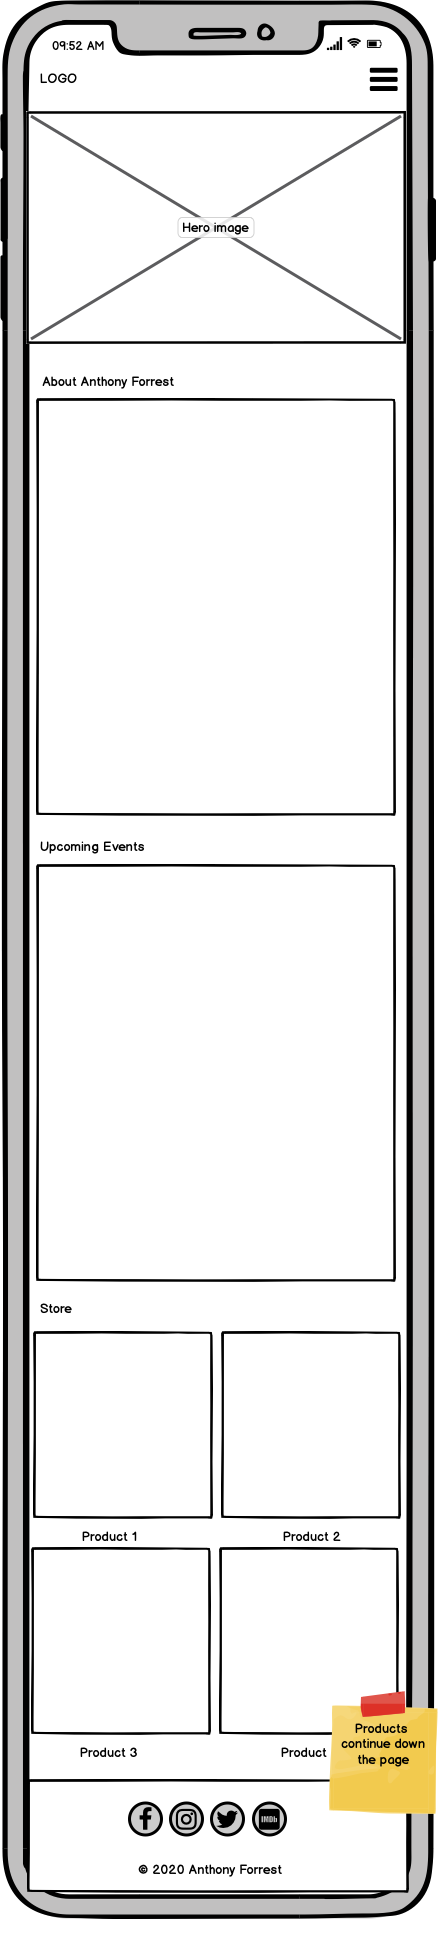 09:52 AM
LOGO
Hero image
About Anthony Forrest
Upcoming Events
Store
Product 1
Product 2
Product 3
Product
Products
continue down
the page
IMDb
© 2020 Anthony Forrest